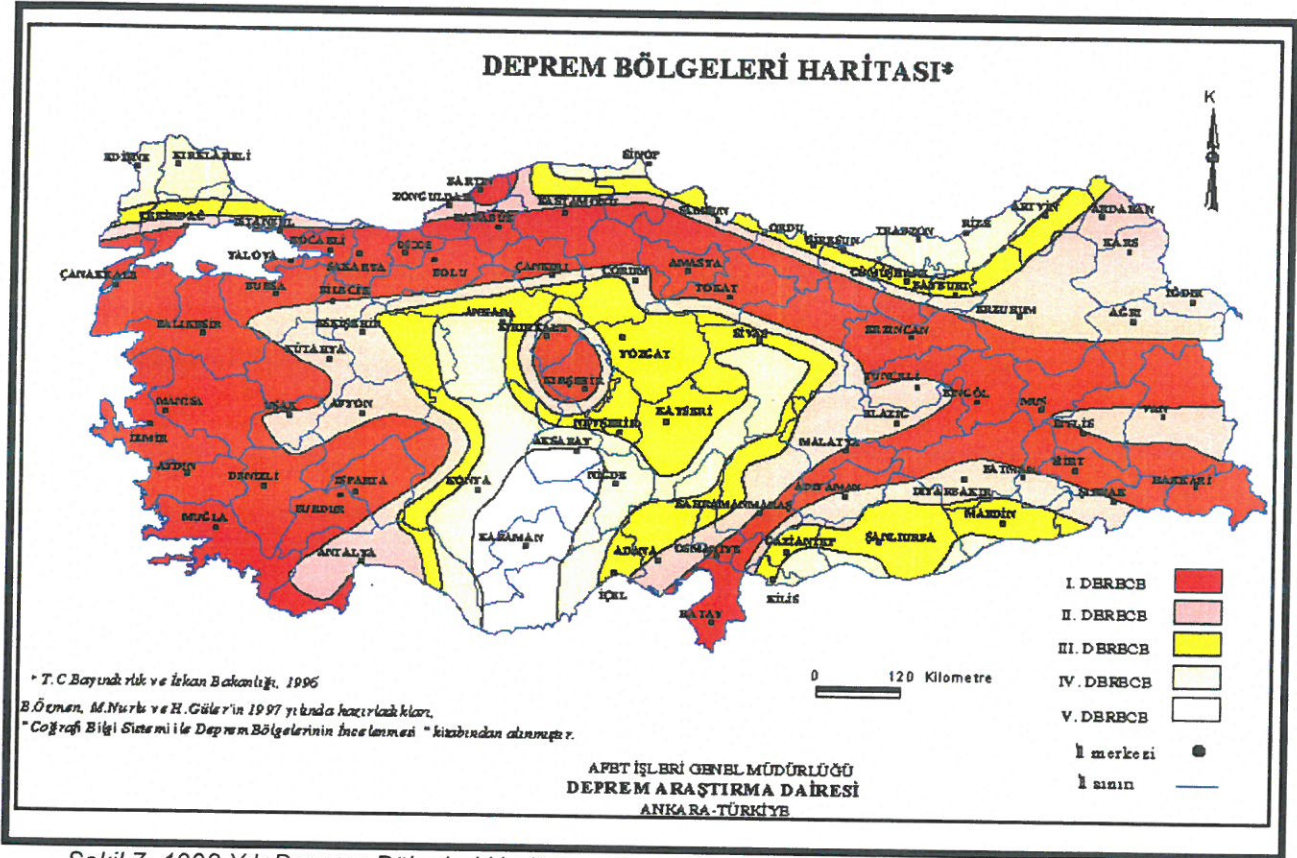 DEPREM BÖLGELERİ HARİTASI*
K
EDİRNE
KIRKLARELİ
SİNOP
BARTIN
ZONGULDAK
KASTAMONU
KARABÜK
TEKİRDAĞ
İSTANBUL
SAMSUN
ORDU
GİRESUN
TRABZON
RİZE
ARTVİN
ARDAHAN
KARS
KOCAELİ
YALOVA
SAKARYA
DÜZCE
BOLU
ÇANKIRI
ÇORUM
AMASYA
TOKAT
GÜMÜŞHANE
BAYBURT
ÇANAKKALE
BURSA
BİLECİK
ERZURUM
IĞDIR
AĞRI
BALIKESİR
ESKİŞEHİR
ANKARA
KIRIKKALE
SİVAS
ERZİNCAN
KÜTAHYA
YOZGAT
KIRŞEHİR
TUNCELİ
BİNGÖL
MUŞ
VAN
MANİSA
UŞAK
AFYON
KAYSERİ
NEVŞEHİR
ELAZIĞ
BİTLİS
İZMİR
AKSARAY
MALATYA
AYDIN
DENİZLİ
ISPARTA
KONYA
NİĞDE
BATMAN
SİİRT
BURDUR
KAHRAMANMARAŞ
ADIYAMAN
DİYARBAKIR
ŞIRNAK
HAKKARİ
MUĞLA
KARAMAN
MARDİN
ANTALYA
ADANA
OSMANİYE
GAZİANTEP
ŞANLIURFA
İÇEL
KİLİS
HATAY
I. DERECE
II. DERECE
III. DERECE
IV. DERECE
V. DERECE
İl merkezi
İl sınırı
0 120 Kilometre
* T.C Bayındırlık ve İskan Bakanlığı, 1996
B.Özmen, M.Nurlu ve H.Güler'in 1997 yılında hazırladıkları,
"Coğrafi Bilgi Sistemi ile Deprem Bölgelerinin İncelenmesi " kitabından alınmıştır.
AFET İŞLERİ GENEL MÜDÜRLÜĞÜ
DEPREM ARAŞTIRMA DAİRESİ
ANKARA-TÜRKİYE